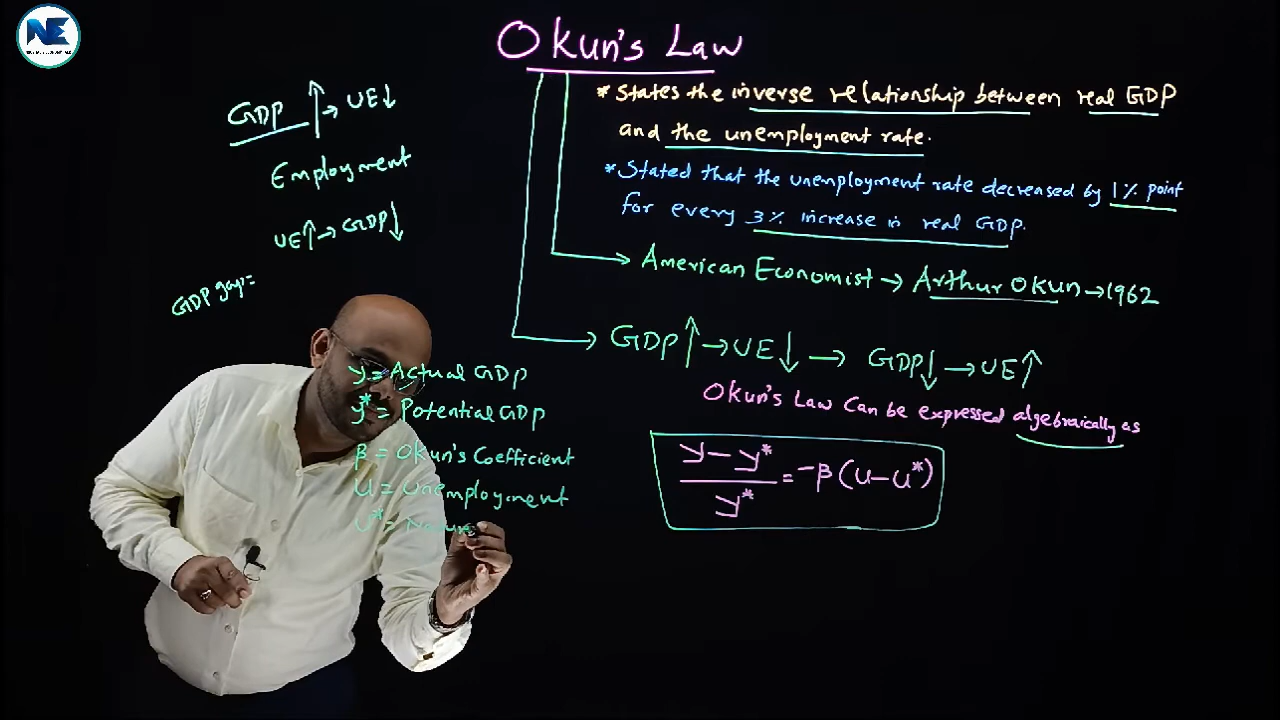 NE
Okun's Law
GDP ↑ → UE↓
Employment
UE↑ → GDP↓
GDP gap=
* States the inverse relationship between real GDP
and the unemployment rate.
* Stated that the unemployment rate decreased by 1% point
for every 3% increase in real GDP.
American Economist → Arthur Okun → 1962
GDP↑ → UE↓ → GDP↓ → UE↑
Okun's Law Can be expressed algebraically as
y - y* / y* = -β (u - u*)
y = Actual GDP
y* = Potential GDP
β = Okun's Coefficient
U = Unemployment
U* = Natur